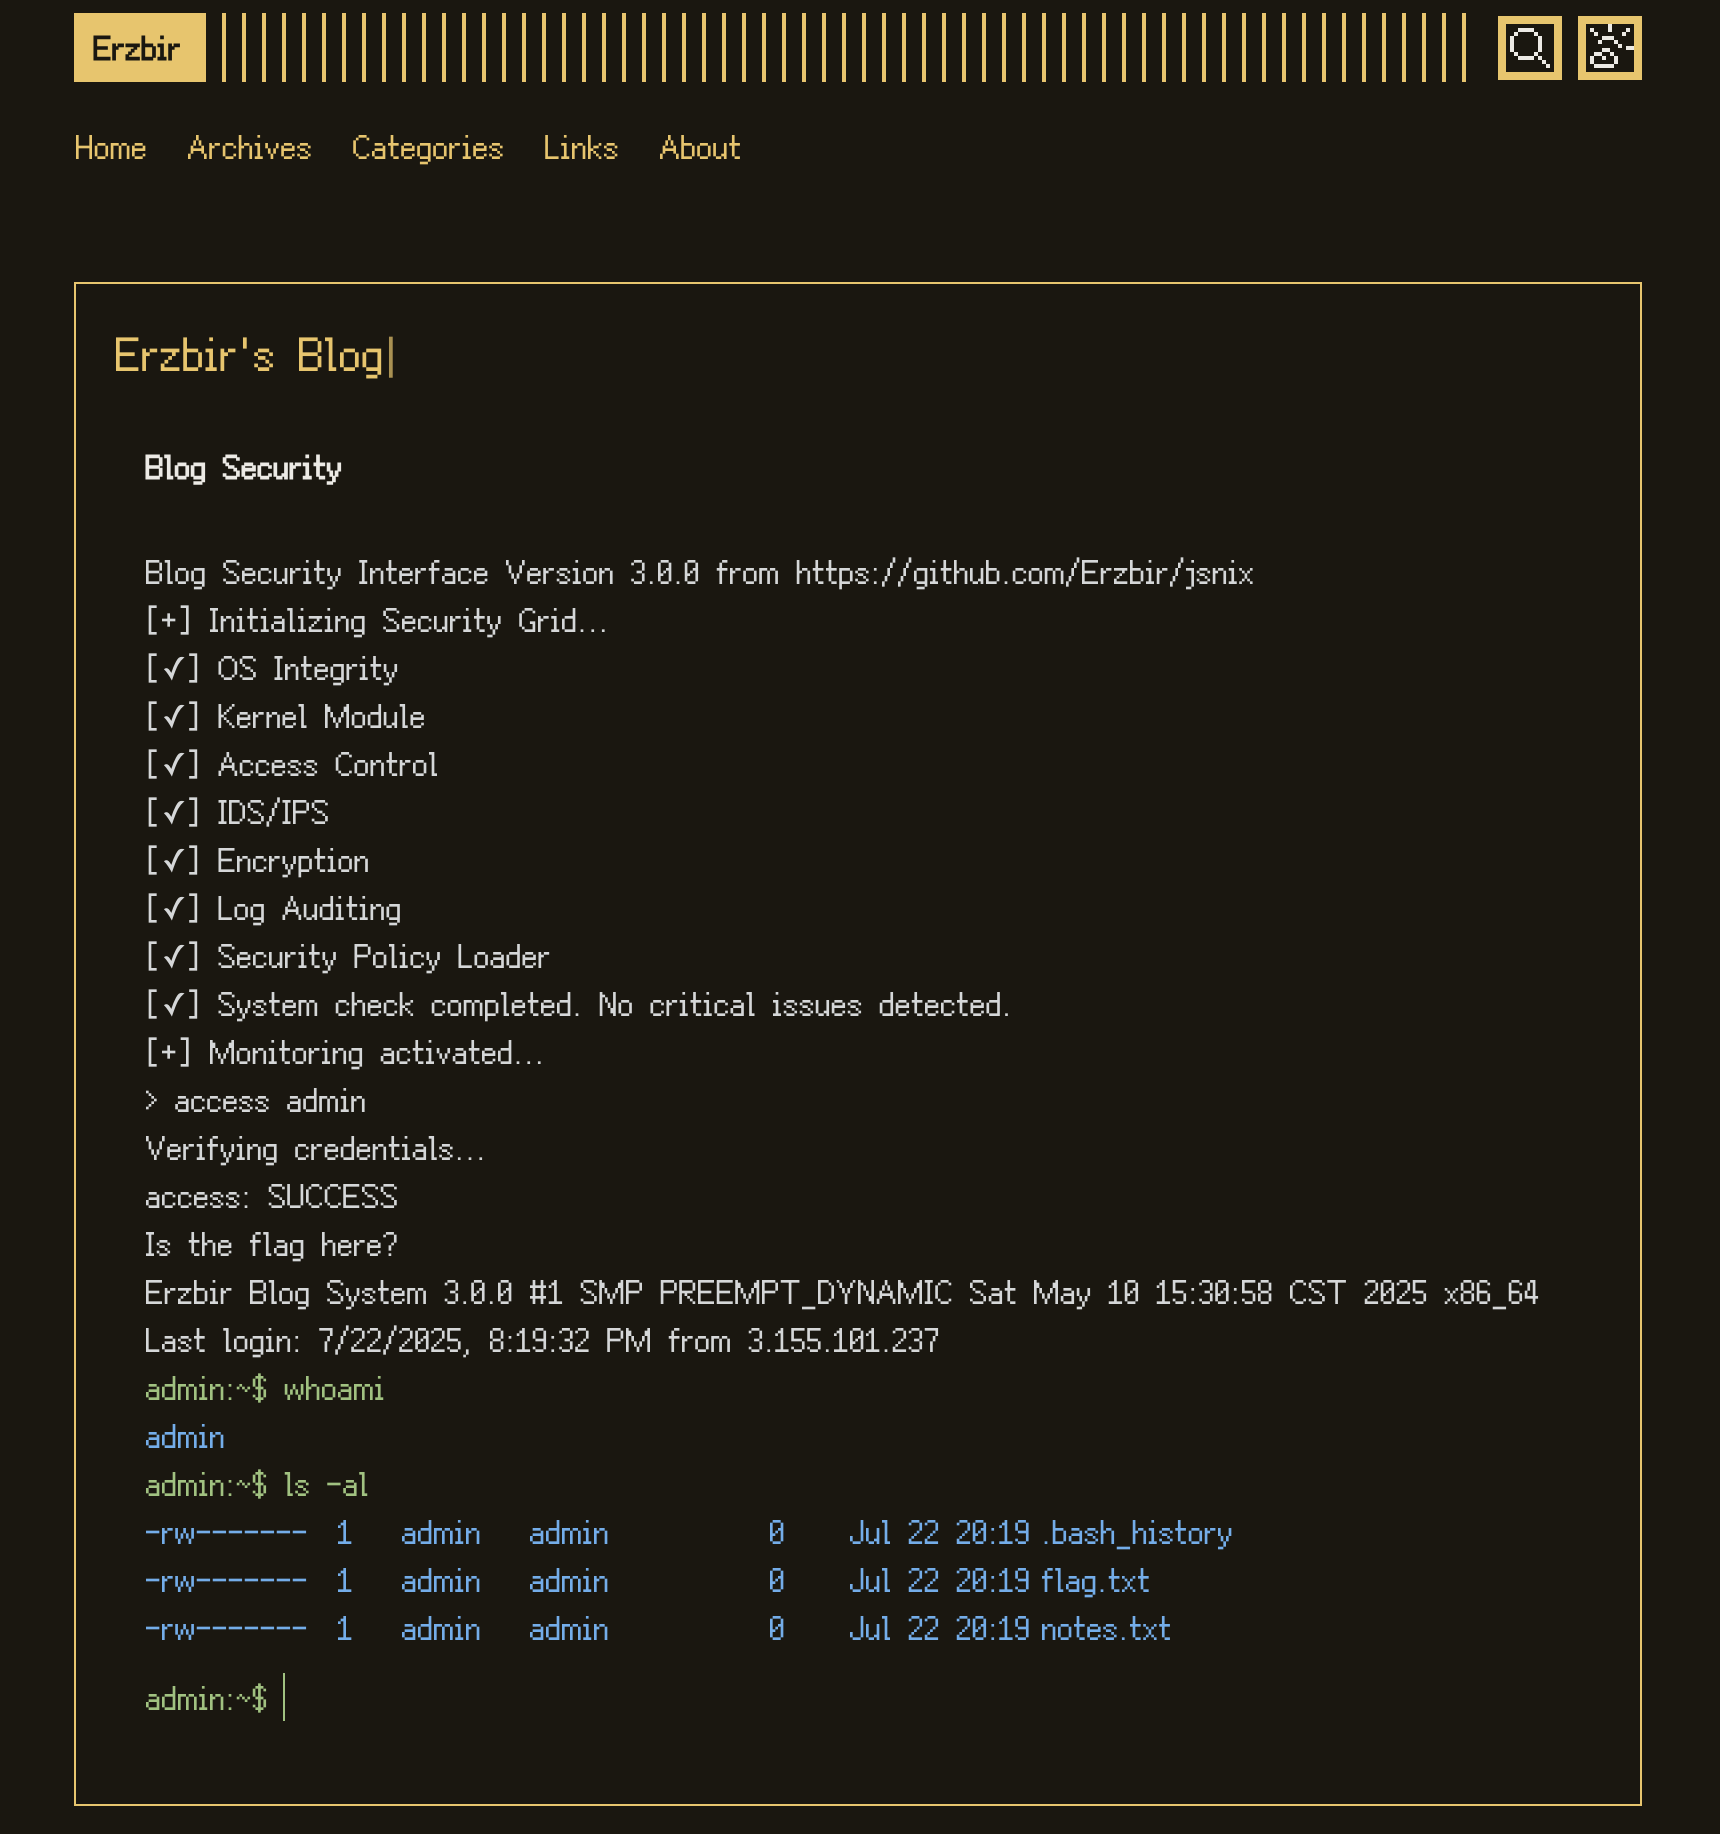 Erzbir
Home Archives Categories Links About
Erzbir's Blog|
Blog Security
Blog Security Interface Version 3.0.0 from https://github.com/Erzbir/jsnix
[+] Initializing Security Grid...
[✓] OS Integrity
[✓] Kernel Module
[✓] Access Control
[✓] IDS/IPS
[✓] Encryption
[✓] Log Auditing
[✓] Security Policy Loader
[✓] System check completed. No critical issues detected.
[+] Monitoring activated...
> access admin
Verifying credentials...
access: SUCCESS
Is the flag here?
Erzbir Blog System 3.0.0 #1 SMP PREEMPT_DYNAMIC Sat May 10 15:30:58 CST 2025 x86_64
Last login: 7/22/2025, 8:19:32 PM from 3.155.101.237
admin:~$ whoami
admin
admin:~$ ls -al
-rw------- 1 admin admin 0 Jul 22 20:19 .bash_history
-rw------- 1 admin admin 0 Jul 22 20:19 flag.txt
-rw------- 1 admin admin 0 Jul 22 20:19 notes.txt
admin:~$